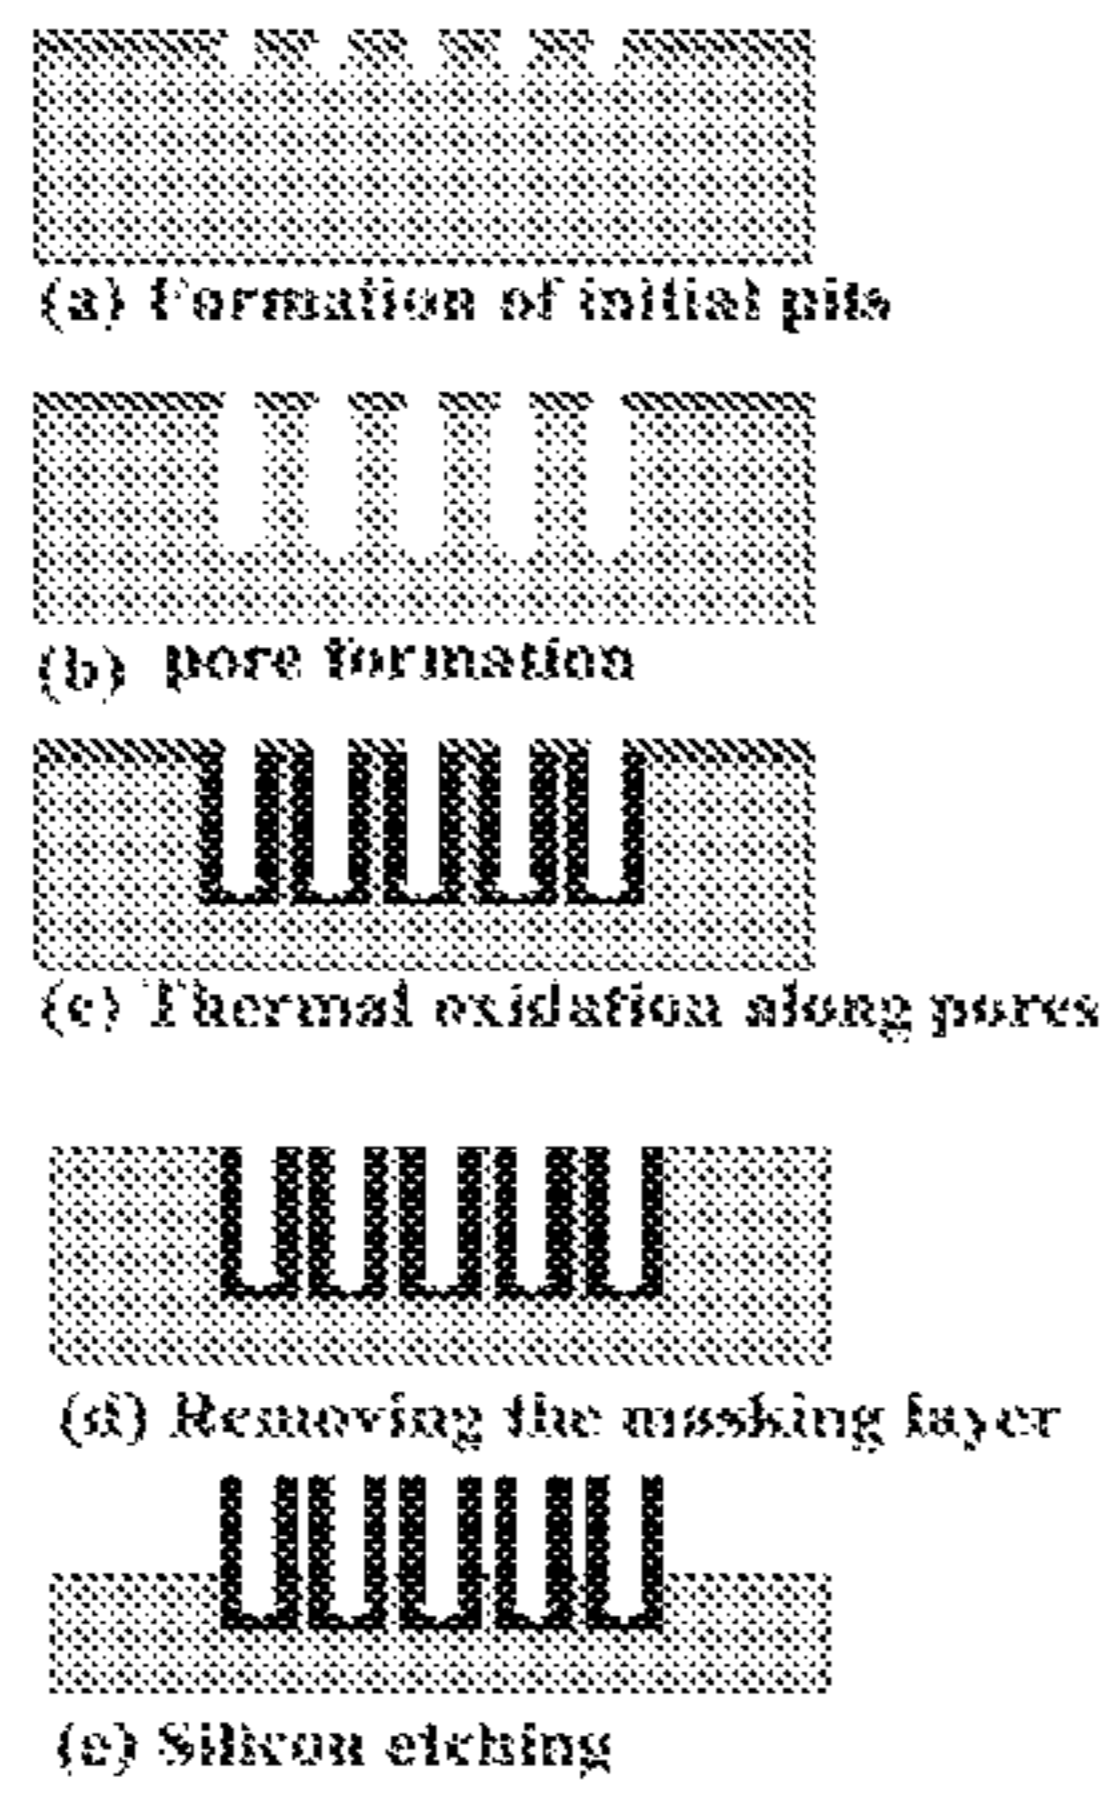 (a) Formation of initial pits
(b) pore formation
(c) Thermal oxidation along pores
(d) Removing the masking layer
(e) Silicon etching